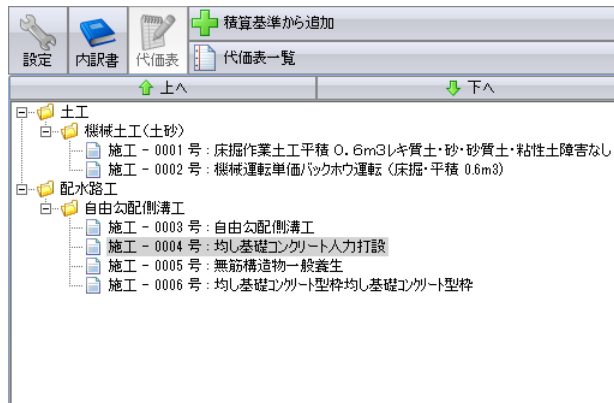 設定
内訳書
代価表
積算基準から追加
代価表一覧
上へ
下へ
土工
機械土工(土砂)
施工 - 0001 号 : 床掘作業土工平積 0.6m3レキ質土・砂・砂質土・粘性土障害なし
施工 - 0002 号 : 機械運転単価バックホウ運転 (床掘・平積 0.6m3)
配水路工
自由勾配側溝工
施工 - 0003 号 : 自由勾配側溝工
施工 - 0004 号 : 均し基礎コンクリート人力打設
施工 - 0005 号 : 無筋構造物一般養生
施工 - 0006 号 : 均し基礎コンクリート型枠均し基礎コンクリート型枠